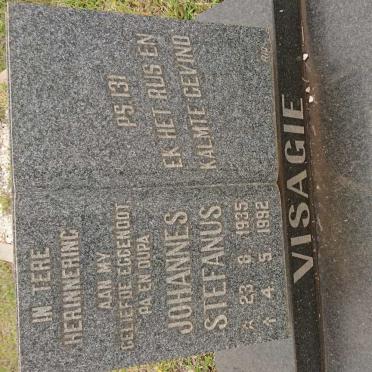 IN TERE
HERINNERING
AAN MY
GELIEFDE EGGENOOT
PA EN OUPA
JOHANNES
STEFANUS
☆ 23 8 1935
✝ 4 5 1992
PS. 131
EK HET RUS EN
KALMTE GEVIND
VISAGIE